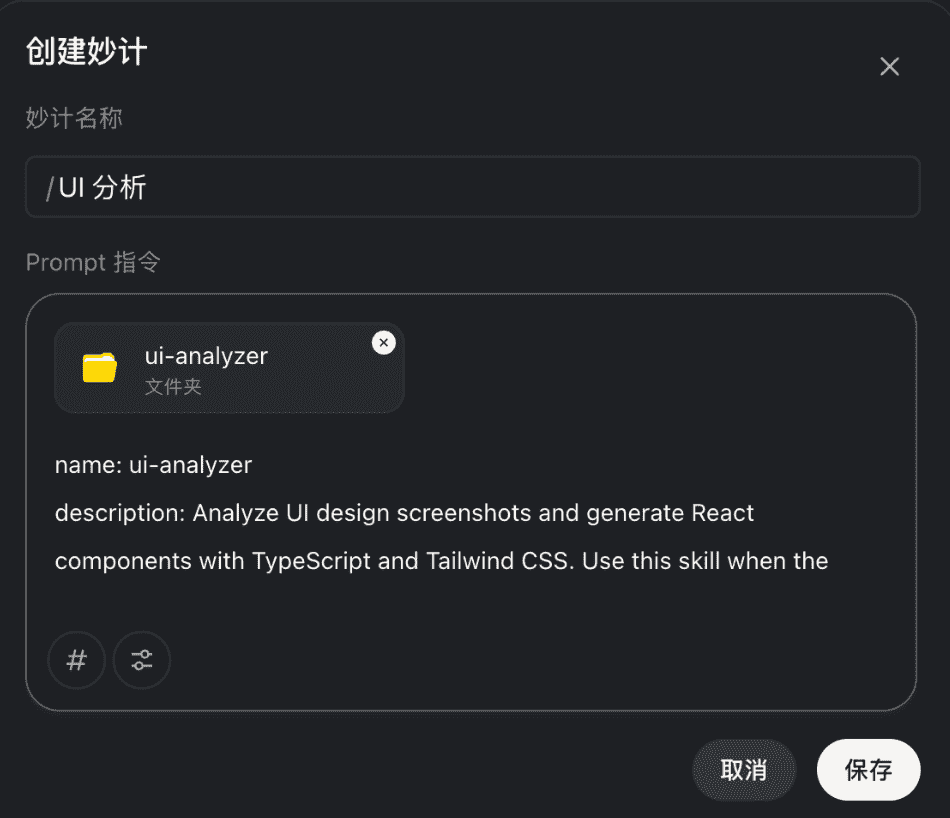 创建妙计
妙计名称
/UI 分析
Prompt 指令
ui-analyzer
文件夹
name: ui-analyzer
description: Analyze UI design screenshots and generate React
components with TypeScript and Tailwind CSS. Use this skill when the
#
取消
保存